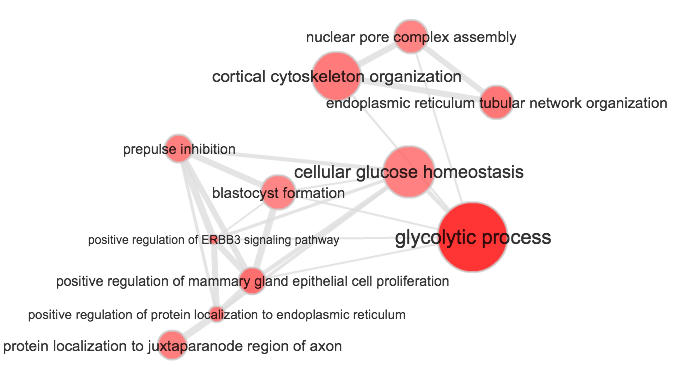 nuclear pore complex assembly
cortical cytoskeleton organization
endoplasmic reticulum tubular network organization
prepulse inhibition
cellular glucose homeostasis
blastocyst formation
positive regulation of ERBB3 signaling pathway
glycolytic process
positive regulation of mammary gland epithelial cell proliferation
positive regulation of protein localization to endoplasmic reticulum
protein localization to juxtaparanode region of axon